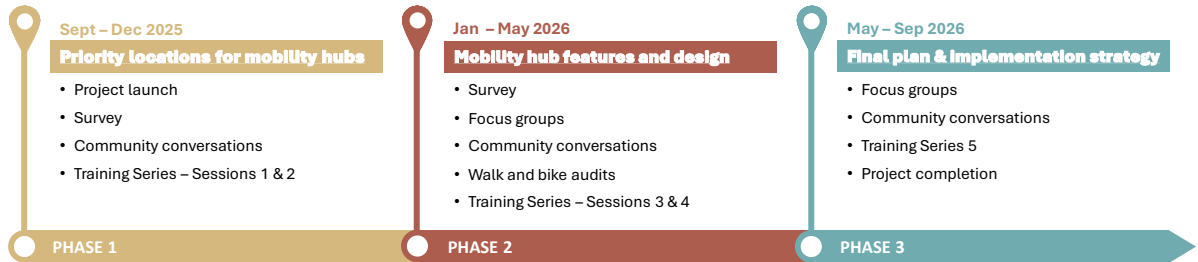 Sept – Dec 2025
Priority locations for mobility hubs
• Project launch
• Survey
• Community conversations
• Training Series – Sessions 1 & 2
PHASE 1
Jan – May 2026
Mobility hub features and design
• Survey
• Focus groups
• Community conversations
• Walk and bike audits
• Training Series – Sessions 3 & 4
PHASE 2
May – Sep 2026
Final plan & implementation strategy
• Focus groups
• Community conversations
• Training Series 5
• Project completion
PHASE 3